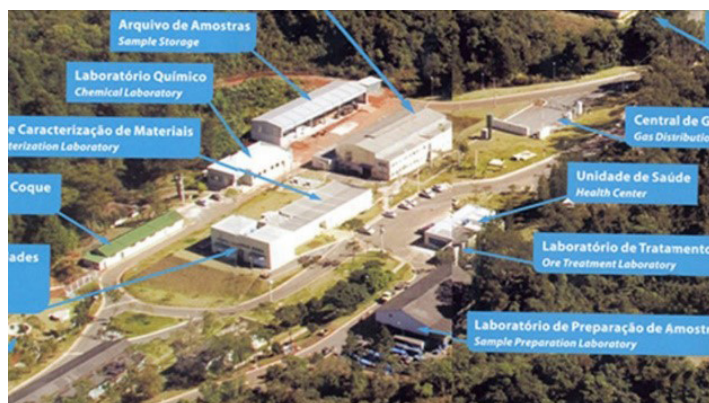 Arquivo de Amostras
Sample Storage
Laboratório Químico
Chemical Laboratory
e Caracterização de Materiais
terization Laboratory
Coque
ades
Central de G
Gas Distributio
Unidade de Saúde
Health Center
Laboratório de Tratamento
Ore Treatment Laboratory
Laboratório de Preparação de Amostr
Sample Preparation Laboratory